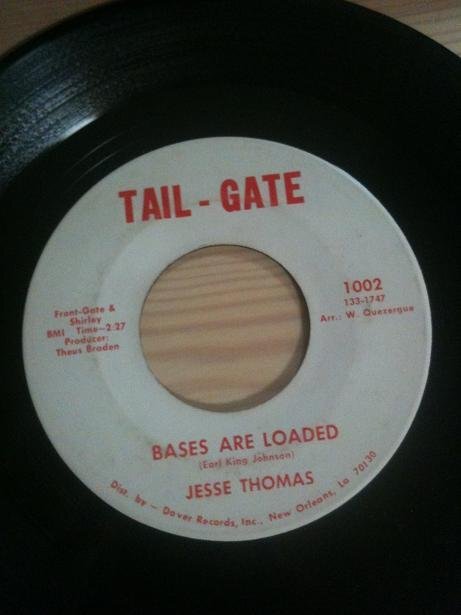 TAIL - GATE
Front-Gate &
Shirley
BMI Time-2:27
Producer:
Theus Braden
1002
133-1747
Arr.: W. Quezergue
BASES ARE LOADED
(Earl King Johnson)
JESSE THOMAS
Dist. by - Dover Records, Inc., New Orleans, La 70130